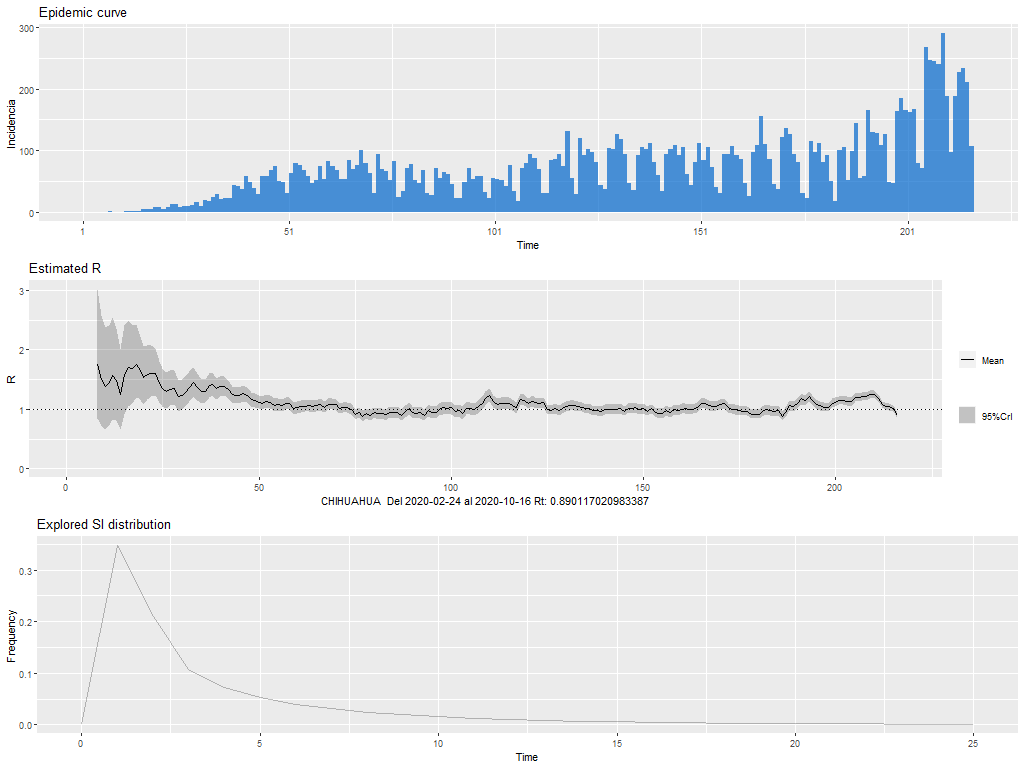 Epidemic curve
300
200
100
0
Incidencia
1 51 101 151 201
Time
Estimated R
3
2
1
0
R
Mean
95%CrI
0 50 100 150 200
CHIHUAHUA Del 2020-02-24 al 2020-10-16 Rt: 0.890117020983387
Explored SI distribution
0.3
0.2
0.1
0.0
Frequency
0 5 10 15 20 25
Time